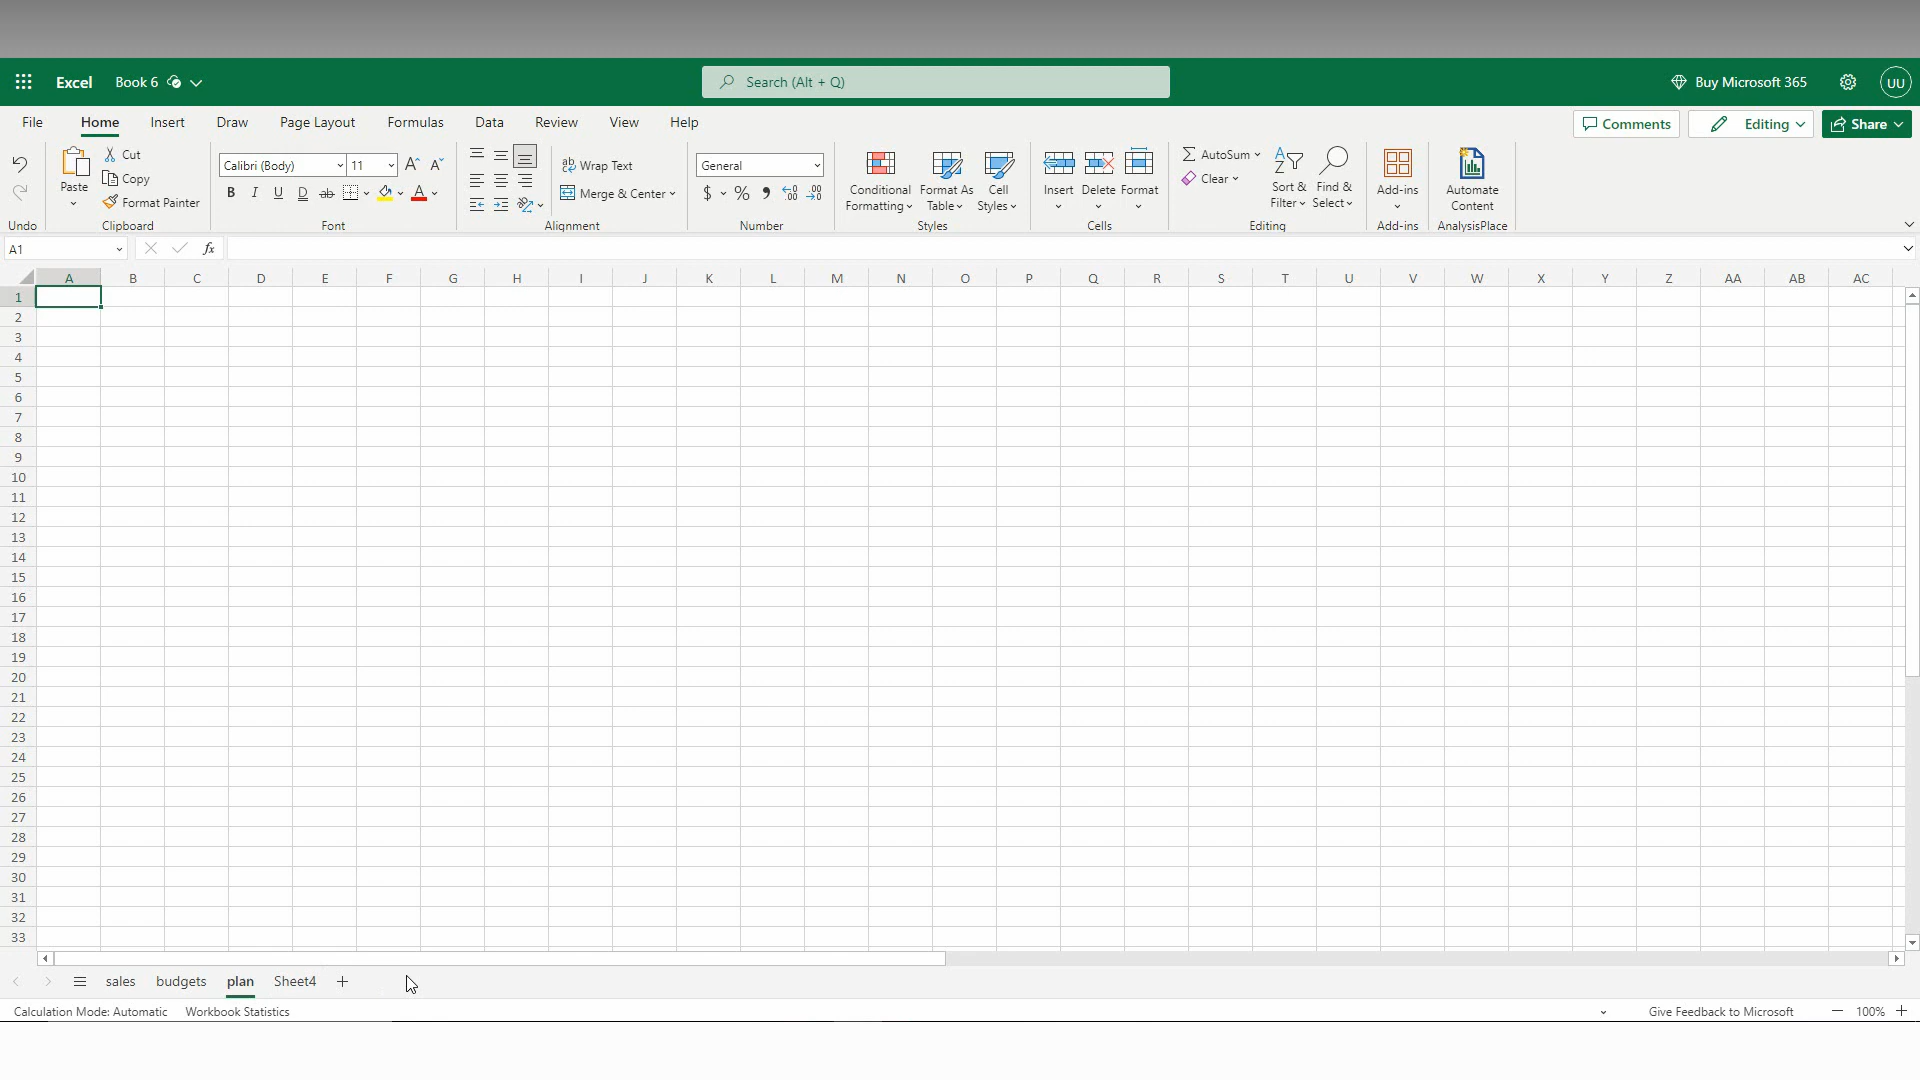 Excel Book 6 Search (Alt + Q) Buy Microsoft 365 UU
File Home Insert Draw Page Layout Formulas Data Review View Help Comments Editing Share
Paste Cut Copy Format Painter
Calibri (Body) 11
B I U D ab A
ab Wrap Text
Merge & Center
General
$ % 9
Conditional Formatting Format As Table Cell Styles
Insert Delete Format
AutoSum Clear
Sort & Filter Find & Select
Add-ins
Automate Content
Undo Clipboard Font Alignment Number Styles Cells Editing Add-ins AnalysisPlace
A1 fx
A B C D E F G H I J K L M N O P Q R S T U V W X Y Z AA AB AC
1
2
3
4
5
6
7
8
9
10
11
12
13
14
15
16
17
18
19
20
21
22
23
24
25
26
27
28
29
30
31
32
33
sales budgets plan Sheet4 +
Calculation Mode: Automatic Workbook Statistics Give Feedback to Microsoft 100%